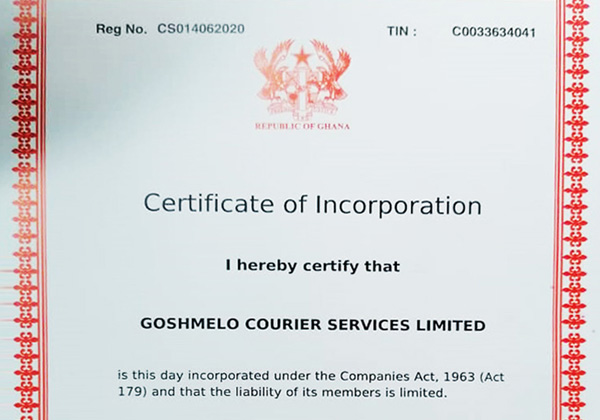 Reg No. CS014062020 TIN : C0033634041
REPUBLIC OF GHANA
Certificate of Incorporation
I hereby certify that
GOSHMELO COURIER SERVICES LIMITED
is this day incorporated under the Companies Act, 1963 (Act
179) and that the liability of its members is limited.